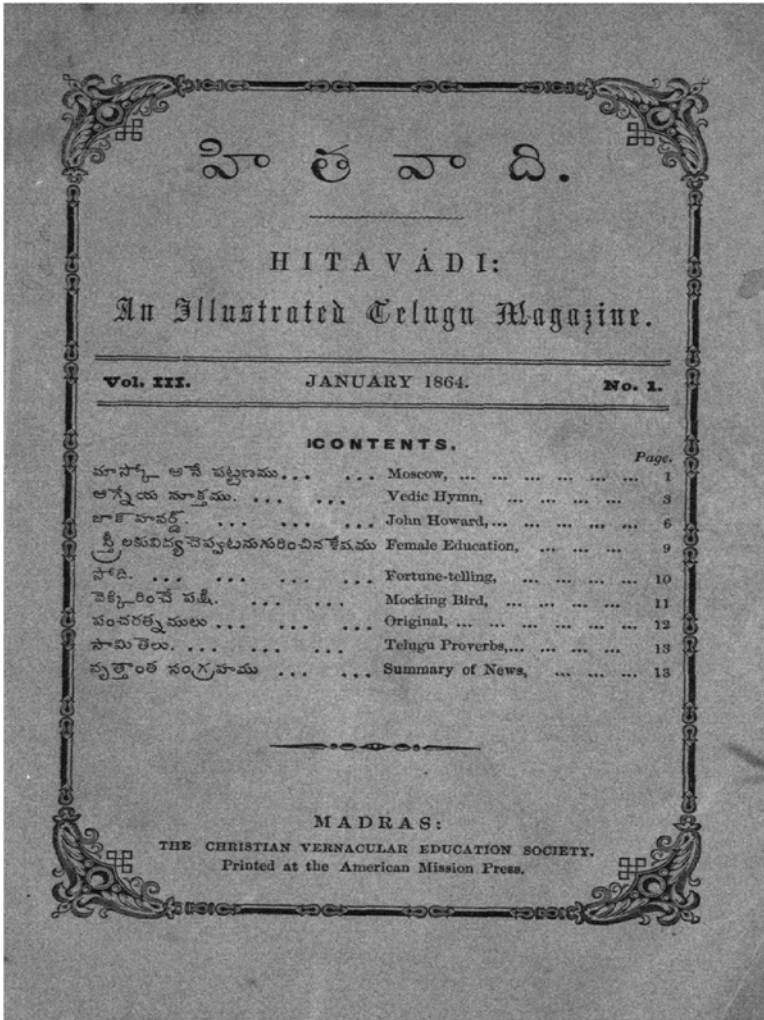 హి త వా ది.
HITAVÁDI:
An Illustrated Telugu Magazine.
Vol. III. JANUARY 1864. No. 1.
CONTENTS.
Page.
మాస్కో అనే పట్టణము... ... Moscow, ... ... ... ... ... ... 1
ఆగ్నేయ సూక్తము. ... ... Vedic Hymn, ... ... ... ... 3
జాక్ హవర్డ్. ... ... ... ... John Howard,... ... ... ... ... 6
స్త్రీలకువిద్యచెప్పుటనుగురించిన శేషము Female Education, ... ... ... 9
సోది. ... ... ... ... ... Fortune-telling, ... ... ... ... 10
వెక్కిరించే పక్షి. ... ... ... Mocking Bird, ... ... ... ... 11
పంచరత్నములు ... ... ... Original, ... ... ... ... ... ... 12
సామితెలు. ... ... ... ... Telugu Proverbs,... ... ... ... 13
వృత్తాంత సంగ్రహము ... ... Summary of News, ... ... ... 13
MADRAS:
THE CHRISTIAN VERNACULAR EDUCATION SOCIETY.
Printed at the American Mission Press.